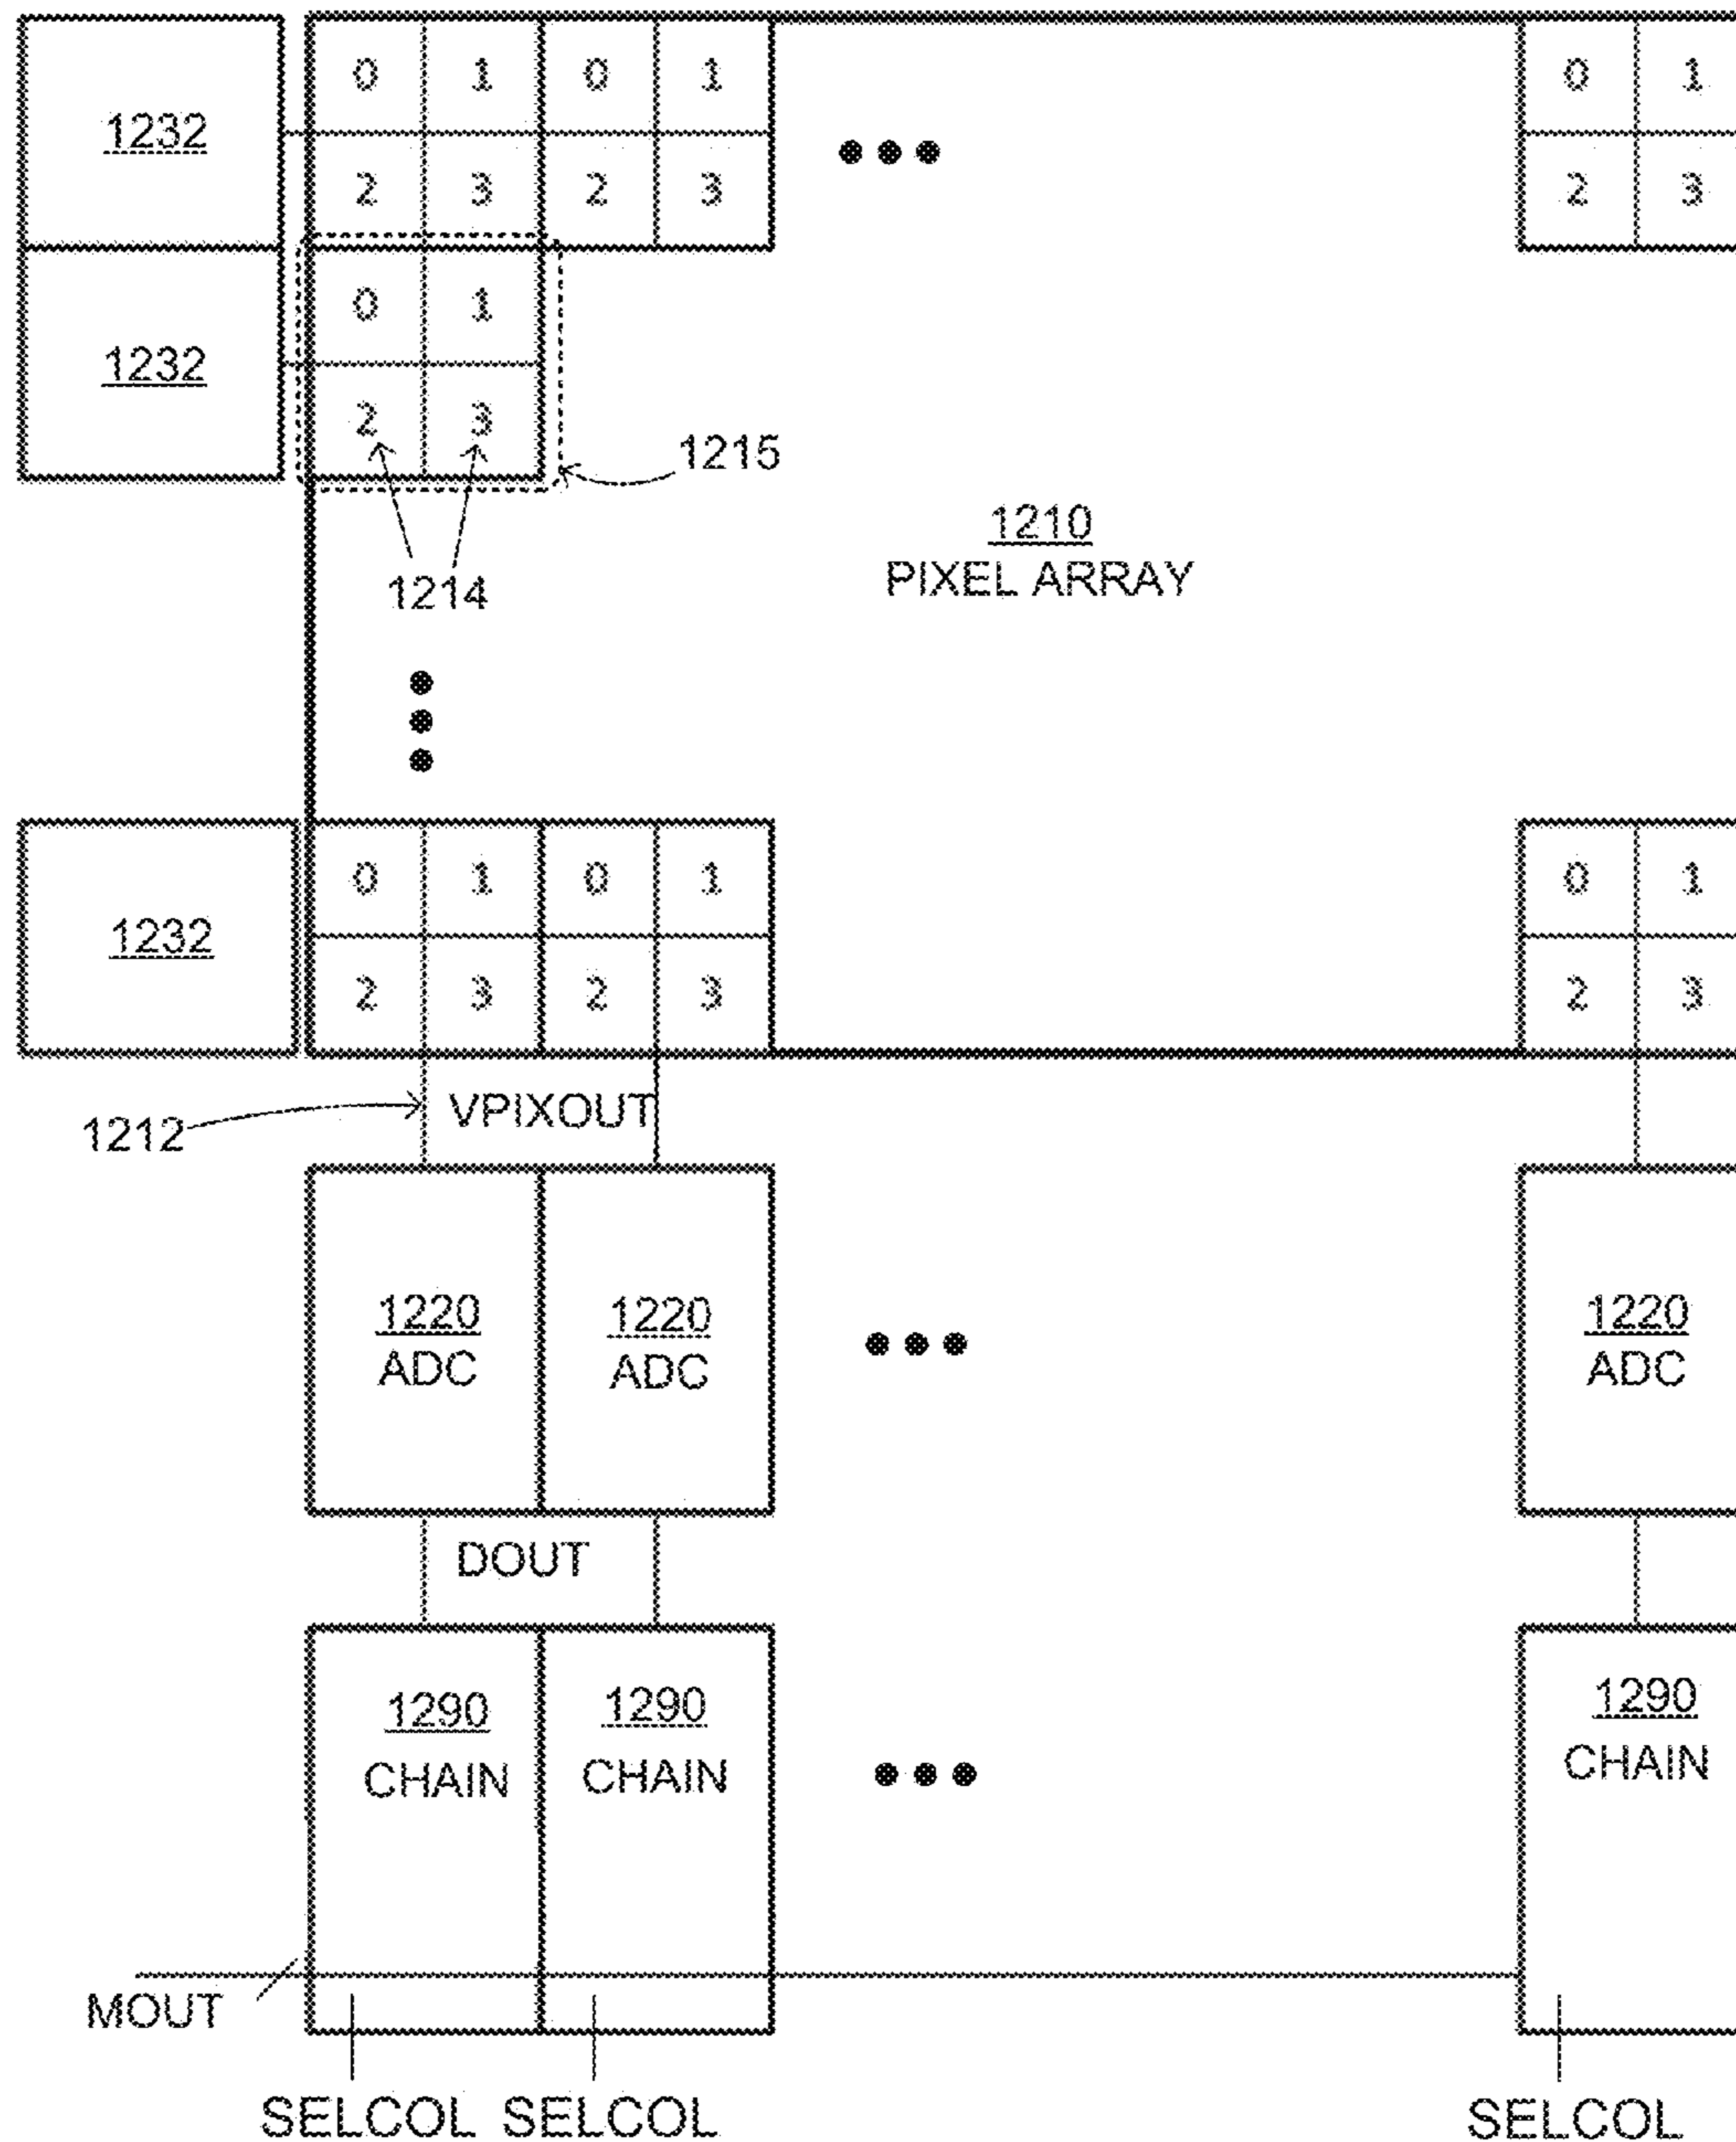 0 1 0 1 0 1
1232
2 3 2 3 2 3
0 1
1232
2 3
1215
1210
PIXEL ARRAY
1214
0 1 0 1 0 1
1232
2 3 2 3 2 3
VPIXOUT
1212
1220 1220 1220
ADC ADC ADC
DOUT
1290 1290 1290
CHAIN CHAIN CHAIN
MOUT
SELCOL SELCOL SELCOL